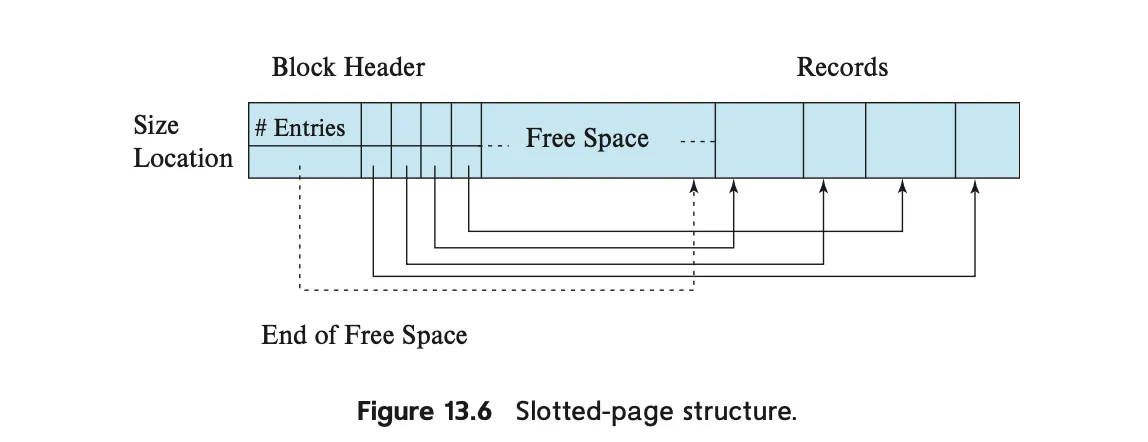 Block Header
Records
Size
Location
# Entries
Free Space
End of Free Space
Figure 13.6 Slotted-page structure.